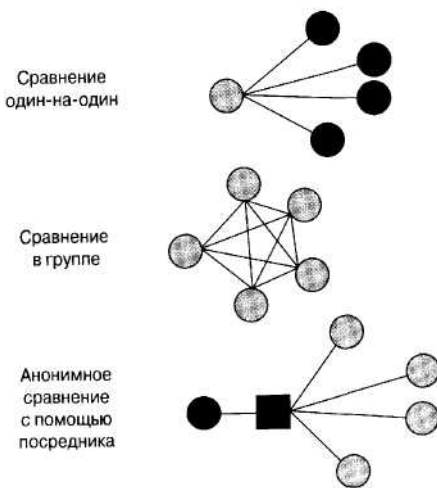 Сравнение
один-на-один
Сравнение
в группе
Анонимное
сравнение
с помощью
посредника